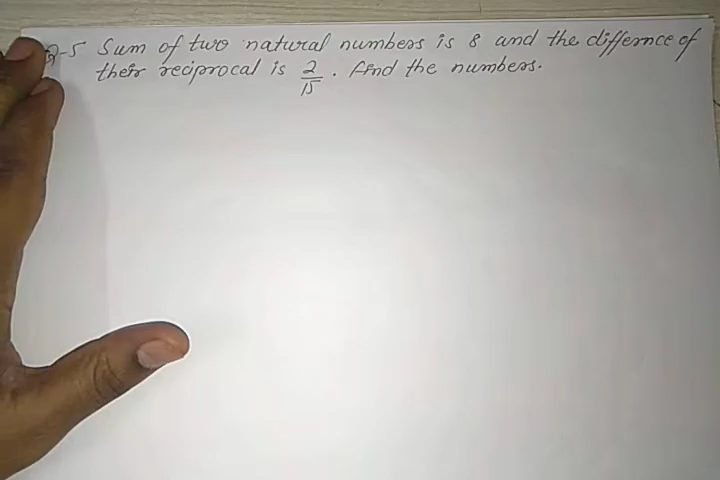 Q-5 Sum of two natural numbers is 8 and the differnce of
their reciprocal is 2/15. find the numbers.